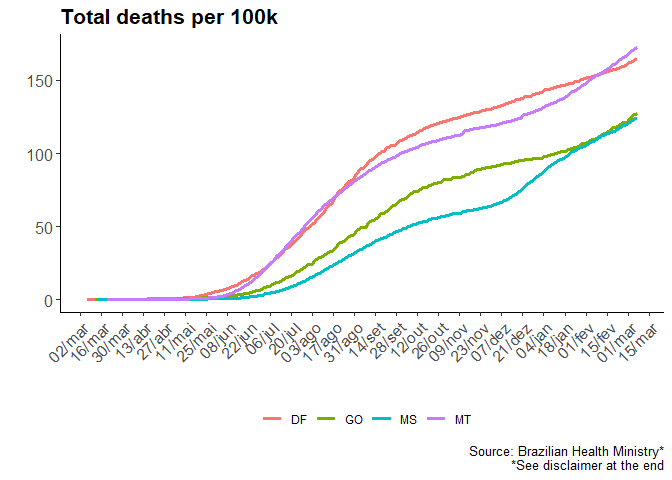 Total deaths per 100k
150
100
50
0
02/mar 16/mar 30/mar 13/abr 27/abr 11/mai 25/mai 08/jun 22/jun 06/jul 20/jul 03/ago 17/ago 31/ago 14/set 28/set 12/out 26/out 09/nov 23/nov 07/dez 21/dez 04/jan 18/jan 01/fev 15/fev 01/mar 15/mar
DF GO MS MT
Source: Brazilian Health Ministry*
*See disclaimer at the end